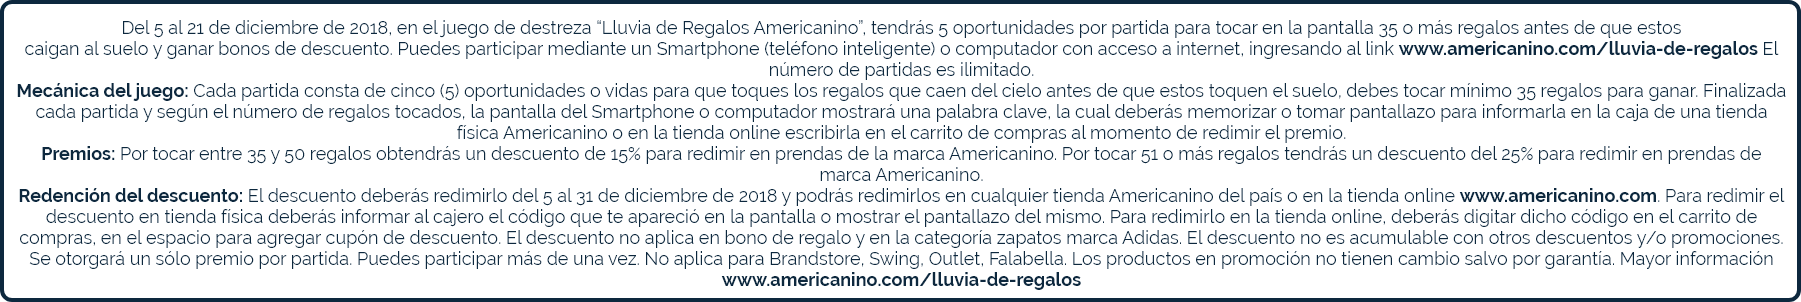 Del 5 al 21 de diciembre de 2018, en el juego de destreza “Lluvia de Regalos Americanino”, tendrás 5 oportunidades por partida para tocar en la pantalla 35 o más regalos antes de que estos
caigan al suelo y ganar bonos de descuento. Puedes participar mediante un Smartphone (teléfono inteligente) o computador con acceso a internet, ingresando al link www.americanino.com/lluvia-de-regalos El
número de partidas es ilimitado.
Mecánica del juego: Cada partida consta de cinco (5) oportunidades o vidas para que toques los regalos que caen del cielo antes de que estos toquen el suelo, debes tocar mínimo 35 regalos para ganar. Finalizada
cada partida y según el número de regalos tocados, la pantalla del Smartphone o computador mostrará una palabra clave, la cual deberás memorizar o tomar pantallazo para informarla en la caja de una tienda
física Americanino o en la tienda online escribirla en el carrito de compras al momento de redimir el premio.
Premios: Por tocar entre 35 y 50 regalos obtendrás un descuento de 15% para redimir en prendas de la marca Americanino. Por tocar 51 o más regalos tendrás un descuento del 25% para redimir en prendas de
marca Americanino.
Redención del descuento: El descuento deberás redimirlo del 5 al 31 de diciembre de 2018 y podrás redimirlos en cualquier tienda Americanino del país o en la tienda online www.americanino.com. Para redimir el
descuento en tienda física deberás informar al cajero el código que te apareció en la pantalla o mostrar el pantallazo del mismo. Para redimirlo en la tienda online, deberás digitar dicho código en el carrito de
compras, en el espacio para agregar cupón de descuento. El descuento no aplica en bono de regalo y en la categoría zapatos marca Adidas. El descuento no es acumulable con otros descuentos y/o promociones.
Se otorgará un sólo premio por partida. Puedes participar más de una vez. No aplica para Brandstore, Swing, Outlet, Falabella. Los productos en promoción no tienen cambio salvo por garantía. Mayor información
www.americanino.com/lluvia-de-regalos